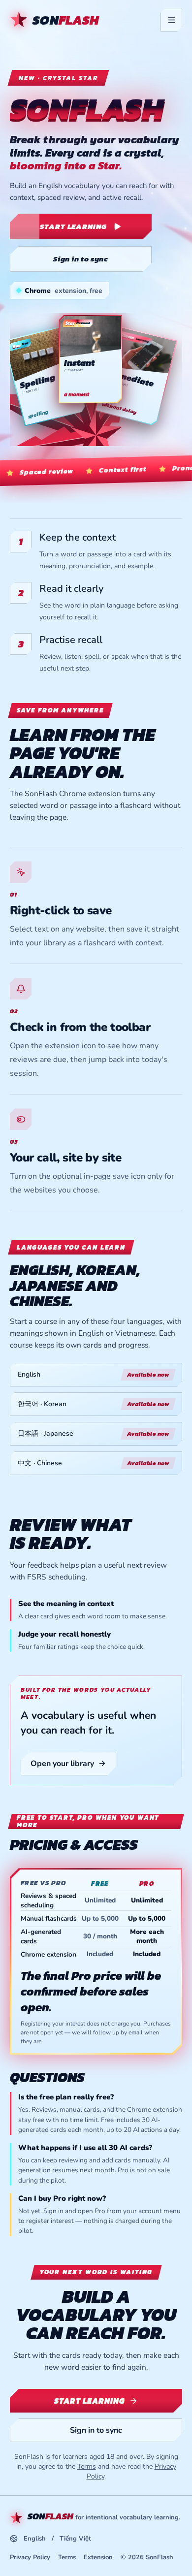 SONFLASH
NEW · CRYSTAL STAR
SONFLASH
Break through your vocabulary
limits. Every card is a crystal,
blooming into a Star.
Build an English vocabulary you can reach for with
context, spaced review, and active recall.
START LEARNING
Sign in to sync
Chrome extension, free
Spelling
spelling
Instant
a moment
Spaced review
Context first
1
Keep the context
Turn a word or passage into a card with its
meaning, pronunciation, and example.
2
Read it clearly
See the word in plain language before asking
yourself to recall it.
3
Practise recall
Review, listen, spell, or speak when that is the
useful next step.
SAVE FROM ANYWHERE
LEARN FROM THE
PAGE YOU'RE
ALREADY ON.
The SonFlash Chrome extension turns any
selected word or passage into a flashcard without
leaving the page.
01
Right-click to save
Select text on any website, then save it straight
into your library as a flashcard with context.
02
Check in from the toolbar
Open the extension icon to see how many
reviews are due, then jump back into today's
session.
03
Your call, site by site
Turn on the optional in-page save icon only for
the websites you choose.
LANGUAGES YOU CAN LEARN
ENGLISH, KOREAN,
JAPANESE AND
CHINESE.
Start a course in any of these four languages, with
meanings shown in English or Vietnamese. Each
course keeps its own cards and progress.
English Available now
한국어 · Korean Available now
日本語 · Japanese Available now
中文 · Chinese Available now
REVIEW WHAT
IS READY.
Your feedback helps plan a useful next review
with FSRS scheduling.
See the meaning in context
A clear card gives each word room to make sense.
Judge your recall honestly
Four familiar ratings keep the choice quick.
BUILT FOR THE WORDS YOU ACTUALLY
MEET.
A vocabulary is useful when
you can reach for it.
Open your library →
FREE TO START, PRO WHEN YOU WANT
MORE
PRICING & ACCESS
FREE VS PRO FREE PRO
Reviews & spaced
scheduling Unlimited Unlimited
Manual flashcards Up to 5,000 Up to 5,000
AI-generated
cards 30 / month More each
month
Chrome extension Included Included
The final Pro price will be
confirmed before sales
open.
Registering your interest does not charge you. Purchases
are not open yet — we will follow up by email when
they are.
QUESTIONS
Is the free plan really free?
Yes. Reviews, manual cards, and the Chrome extension
stay free with no time limit. Free includes 30 AI-
generated cards each month, up to 20 AI actions a day.
What happens if I use all 30 AI cards?
You can keep reviewing and add cards manually. AI
generation resumes next month. Pro is not on sale
during the pilot.
Can I buy Pro right now?
Not yet. Sign in and open Pro from your account menu
to register interest — nothing is charged during the
pilot.
YOUR NEXT WORD IS WAITING
BUILD A
VOCABULARY YOU
CAN REACH FOR.
Start with the cards ready today, then make each
new word easier to find again.
START LEARNING →
Sign in to sync
SonFlash is for learners aged 18 and over. By signing
in, you agree to the Terms and have read the Privacy
Policy.
SONFLASH for intentional vocabulary learning.
English / Tiếng Việt
Privacy Policy Terms Extension © 2026 SonFlash